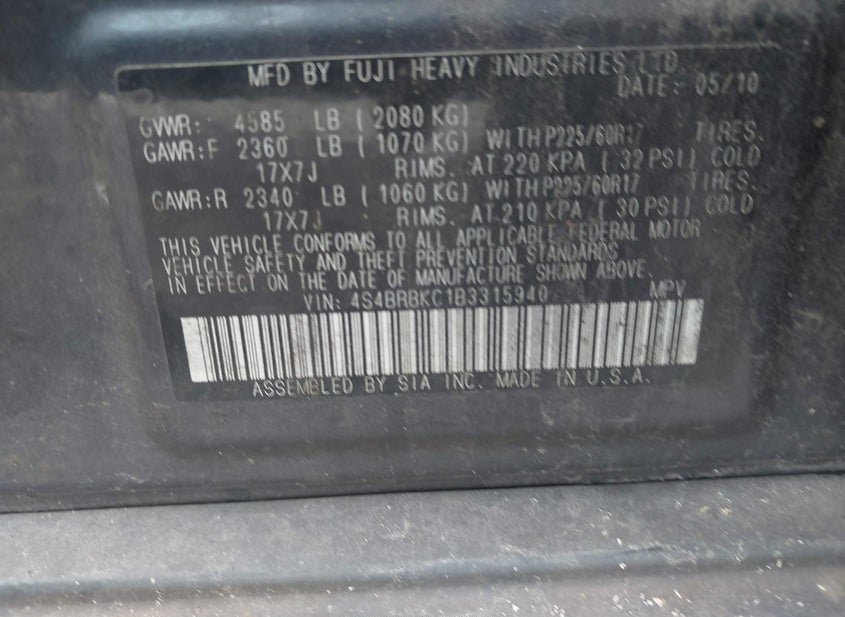 MFD BY FUJI HEAVY INDUSTRIES LTD.
DATE: 05/10
GVWR: 4585 LB ( 2080 KG)
GAWR:F 2360 LB ( 1070 KG) WITH P225/60R17 TIRES.
17X7J RIMS. AT 220 KPA ( 32 PSI) COLD
GAWR:R 2340 LB ( 1060 KG) WITH P225/60R17 TIRES.
17X7J RIMS. AT 210 KPA ( 30 PSI) COLD
THIS VEHICLE CONFORMS TO ALL APPLICABLE FEDERAL MOTOR
VEHICLE SAFETY AND THEFT PREVENTION STANDARDS
IN EFFECT ON THE DATE OF MANUFACTURE SHOWN ABOVE.
VIN: 4S4BRBKC1B3315940 MPV
ASSEMBLED BY SIA INC. MADE IN U.S.A.